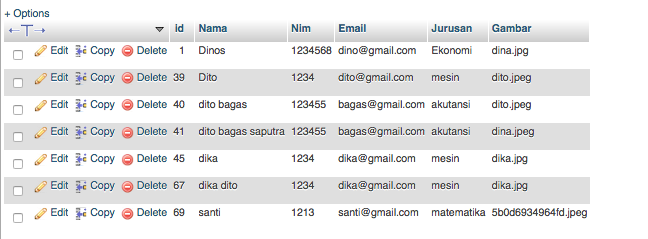 + Options
id Nama Nim Email Jurusan Gambar
Edit Copy Delete 1 Dinos 1234568 dino@gmail.com Ekonomi dina.jpg
Edit Copy Delete 39 Dito 1234 dito@gmail.com mesin dito.jpeg
Edit Copy Delete 40 dito bagas 123455 bagas@gmail.com akutansi dito.jpeg
Edit Copy Delete 41 dito bagas saputra 123455 bagas@gmail.com akutansi dina.jpeg
Edit Copy Delete 45 dika 1234 dika@gmail.com mesin dika.jpg
Edit Copy Delete 67 dika dito 1234 dika@gmail.com mesin dika.jpg
Edit Copy Delete 69 santi 1213 santi@gmail.com matematika 5b0d6934964fd.jpeg